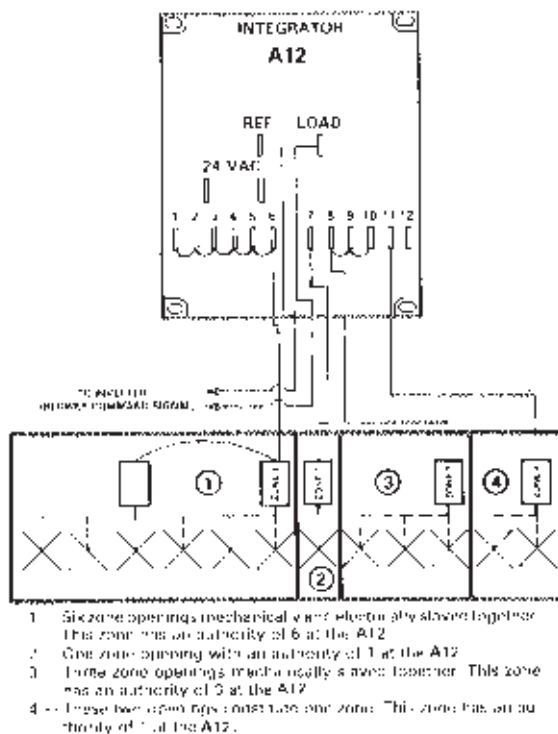 INTEGRATOR
A12
REF LOAD
24 VAC
1 2 3 4 5 6 7 8 9 10 11 12
COMMAND SIGNAL
1 3 4
2
1 Six zone openings mechanically and electrically slaved together
This zone has an authority of 6 at the A12
2 One zone opening with an authority of 1 at the A12
3 Three zone openings mechanically slaved together This zone
has an authority of 3 at the A12
4 -- These two openings constitute one zone This zone has an au
thority of 1 at the A12.